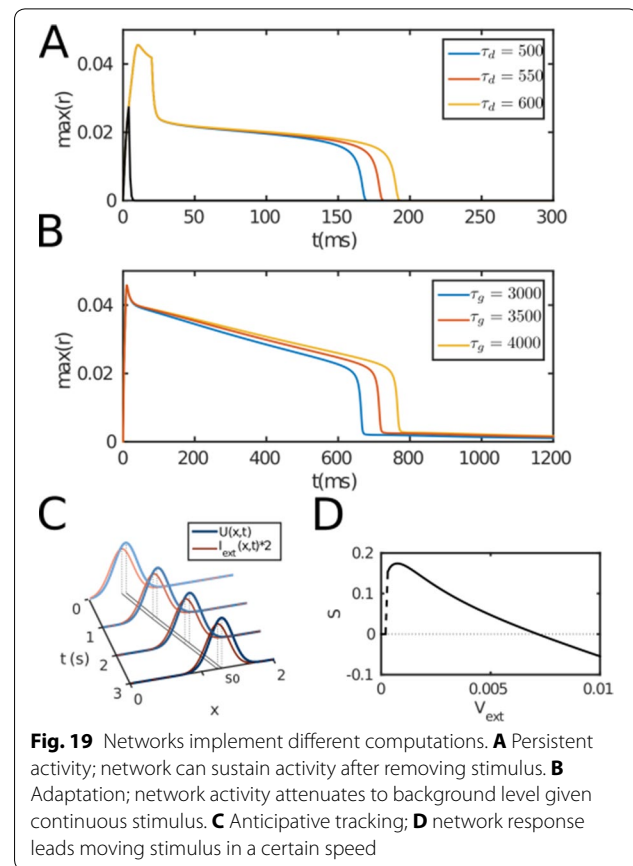 A
0.04
0.02
0
max(r)
τd = 500
τd = 550
τd = 600
0 50 100 150 200 250 300
t(ms)
B
0.04
0.02
0
max(r)
τg = 3000
τg = 3500
τg = 4000
0 200 400 600 800 1000 1200
t(ms)
C
U(x,t)
Iext(x,t)*2
0
1
2
3
t (s)
0
so
2
x
D
0.2
0.1
0
-0.1
S
0 0.005 0.01
Vext
Fig. 19 Networks implement different computations. A Persistent
activity; network can sustain activity after removing stimulus. B
Adaptation; network activity attenuates to background level given
continuous stimulus. C Anticipative tracking; D network response
leads moving stimulus in a certain speed